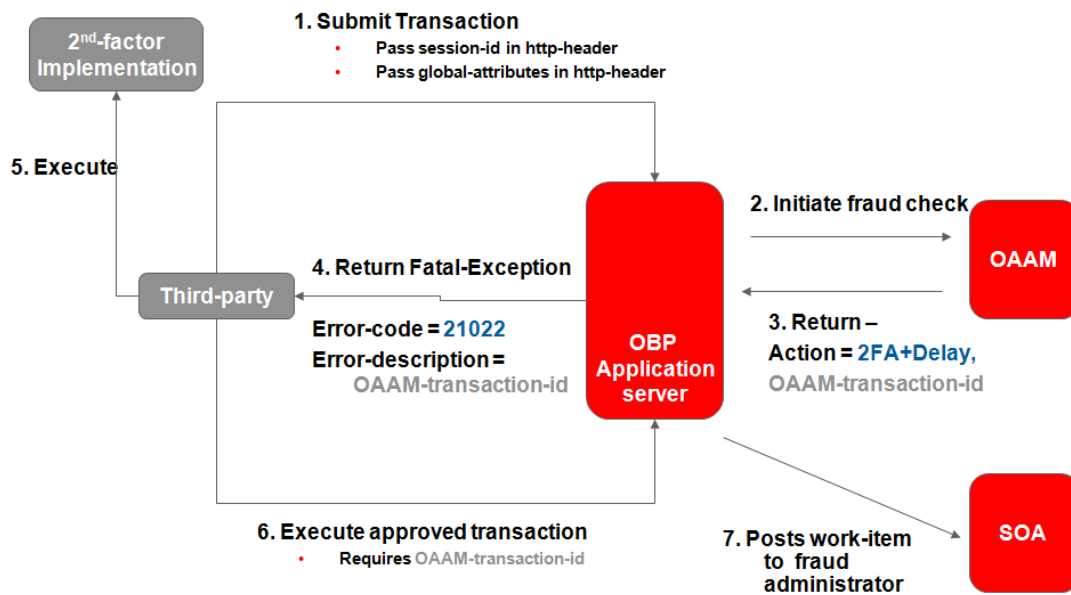 1. Submit Transaction
• Pass session-id in http-header
• Pass global-attributes in http-header
2nd-factor
Implementation
5. Execute
2. Initiate fraud check
OAAM
4. Return Fatal-Exception
Third-party
Error-code = 21022
Error-description =
OAAM-transaction-id
OBP
Application
server
3. Return –
Action = 2FA+Delay,
OAAM-transaction-id
6. Execute approved transaction
• Requires OAAM-transaction-id
7. Posts work-item
to fraud
administrator
SOA